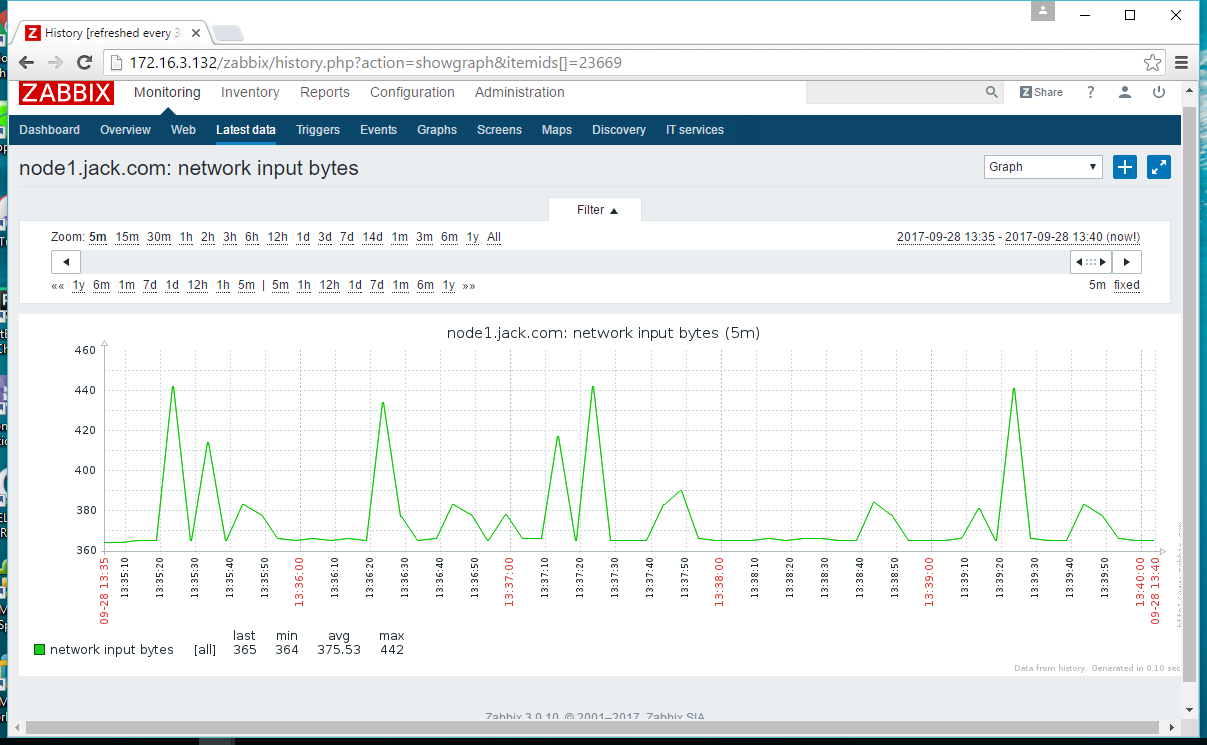 Z History [refreshed every 3
172.16.3.132/zabbix/history.php?action=showgraph&itemids[]=23669
ZABBIX Monitoring Inventory Reports Configuration Administration Z Share ?
Dashboard Overview Web Latest data Triggers Events Graphs Screens Maps Discovery IT services
node1.jack.com: network input bytes Graph
Filter ▲
Zoom: 5m 15m 30m 1h 2h 3h 6h 12h 1d 3d 7d 14d 1m 3m 6m 1y All 2017-09-28 13:35 - 2017-09-28 13:40 (now!)
«« 1y 6m 1m 7d 1d 12h 1h 5m | 5m 1h 12h 1d 7d 1m 6m 1y »» 5m fixed
node1.jack.com: network input bytes (5m)
460
440
420
400
380
360
09-28 13:35 13:35:10 13:35:20 13:35:30 13:35:40 13:35:50 13:36:00 13:36:10 13:36:20 13:36:30 13:36:40 13:36:50 13:37:00 13:37:10 13:37:20 13:37:30 13:37:40 13:37:50 13:38:00 13:38:10 13:38:20 13:38:30 13:38:40 13:38:50 13:39:00 13:39:10 13:39:20 13:39:30 13:39:40 13:39:50 13:40:00 09-28 13:40
last min avg max
network input bytes [all] 365 364 375.53 442
Data from history. Generated in 0.10 sec
Zabbix 3.0.10. © 2001–2017, Zabbix SIA